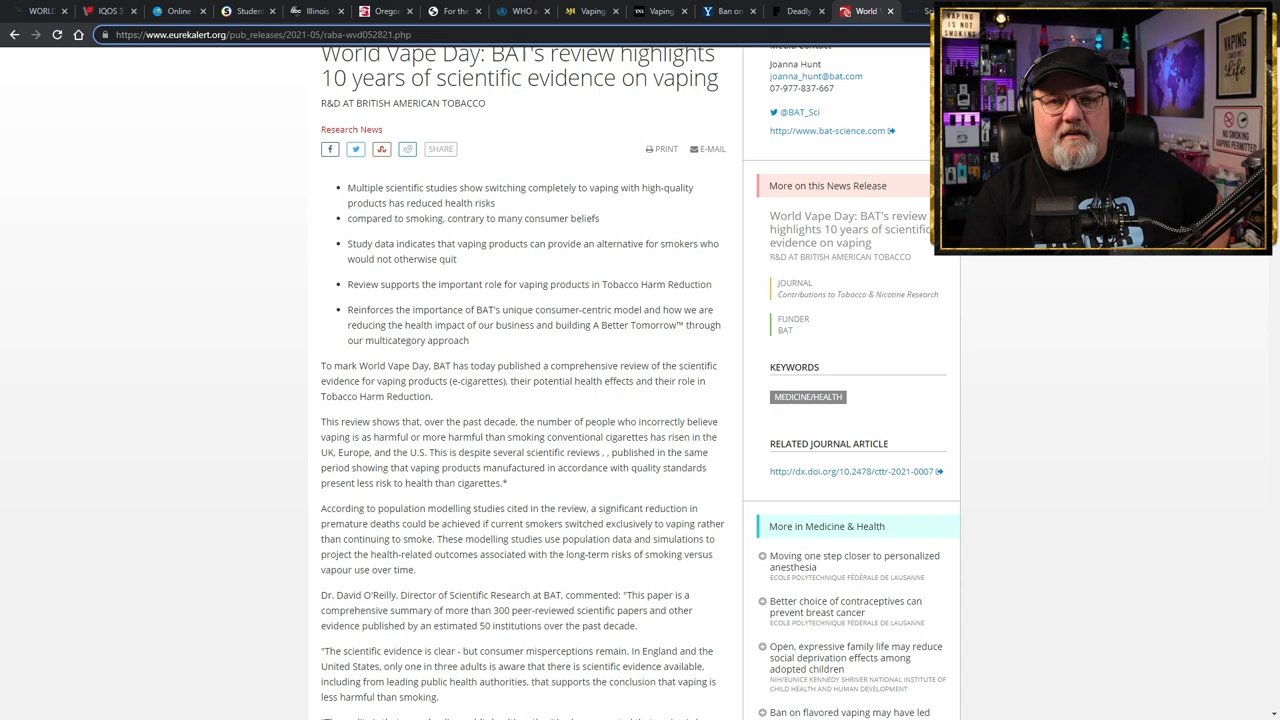 IQOS 3
Studen
WHO a
Vapin
Yahoo
Sándo
Ban on
Vapin
https://www.eurekalert.org/pub_releases/2021-05/raba-wvd052821.php
World Vape Day: BAT's review highlights
10 years of scientific evidence on vaping
R&D AT BRITISH AMERICAN TOBACCO
Research News
SHARE
PRINT
E-MAIL
Multiple scientific studies show switching completely to vaping with high-quality
products has reduced health risks
compared to smoking, contrary to many consumer beliefs
Study data indicates that vaping products can provide an alternative for smokers who
would not otherwise quit
Review supports the important role for vaping products in Tobacco Harm Reduction
Reinforces the importance of BAT's unique consumer-centric model and how we are
reducing the health impact of our business and building A Better Tomorrow™ through
our multicategory approach
To mark World Vape Day, BAT has today published a comprehensive review of the scientific
evidence for vaping products (e-cigarettes), their potential health effects and their role in
Tobacco Harm Reduction.
This review shows that, over the past decade, the number of people who incorrectly believe
vaping is as harmful or more harmful than smoking conventional cigarettes has risen in the
UK, Europe, and the U.S. This is despite several scientific reviews , , published in the same
period showing that vaping products manufactured in accordance with quality standards
present less risk to health than cigarettes.*
According to population modelling studies cited in the review, a significant reduction in
premature deaths could be achieved if current smokers switched exclusively to vaping rather
than continuing to smoke. These modelling studies use population data and simulations to
project the health-related outcomes associated with the long-term risks of smoking versus
vapour use over time.
Dr. David O'Reilly, Director of Scientific Research at BAT, commented: "This paper is a
comprehensive summary of more than 300 peer-reviewed scientific papers and other
evidence published by an estimated 50 institutions over the past decade.
"The scientific evidence is clear - but consumer misperceptions remain. In England and the
United States, only one in three adults is aware that there is scientific evidence available,
including from leading public health authorities, that supports the conclusion that vaping is
less harmful than smoking.
Media Contact
Joanna Hunt
joanna_hunt@bat.com
07-977-837-667
@BAT_Sci
http://www.bat-science.com
More on this News Release
World Vape Day: BAT's review
highlights 10 years of scientific
evidence on vaping
R&D AT BRITISH AMERICAN TOBACCO
JOURNAL
Contributions to Tobacco & Nicotine Research
FUNDER
BAT
KEYWORDS
MEDICINE/HEALTH
RELATED JOURNAL ARTICLE
http://dx.doi.org/10.2478/cttr-2021-0007
More in Medicine & Health
Moving one step closer to personalized
anesthesia
ECOLE POLYTECHNIQUE FÉDÉRALE DE LAUSANNE
Better choice of contraceptives can
prevent breast cancer
ECOLE POLYTECHNIQUE FÉDÉRALE DE LAUSANNE
Open, expressive family life may reduce
social deprivation effects among
adopted children
NIH/EUNICE KENNEDY SHRIVER NATIONAL INSTITUTE OF
CHILD HEALTH AND HUMAN DEVELOPMENT
Ban on flavored vaping may have led
VAPING
IS NOT
SMOKING
VAPING
Life
NO SMOKING
VAPING PERMITTED